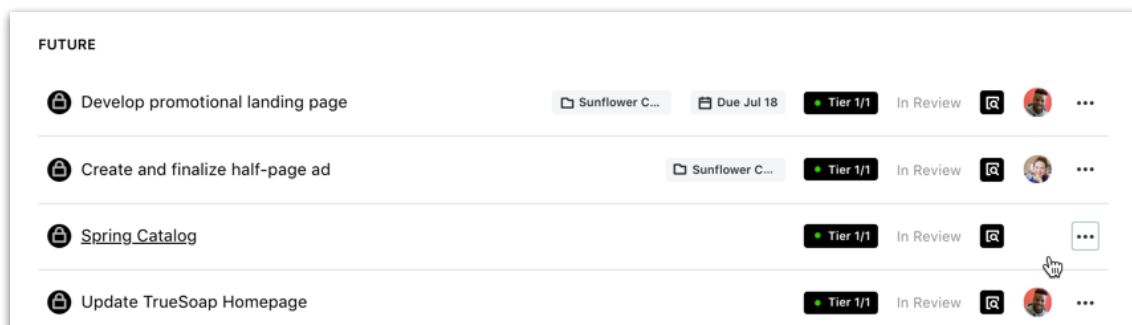 FUTURE
Develop promotional landing page Sunflower C... Due Jul 18 Tier 1/1 In Review
Create and finalize half-page ad Sunflower C... Tier 1/1 In Review
Spring Catalog Tier 1/1 In Review
Update TrueSoap Homepage Tier 1/1 In Review